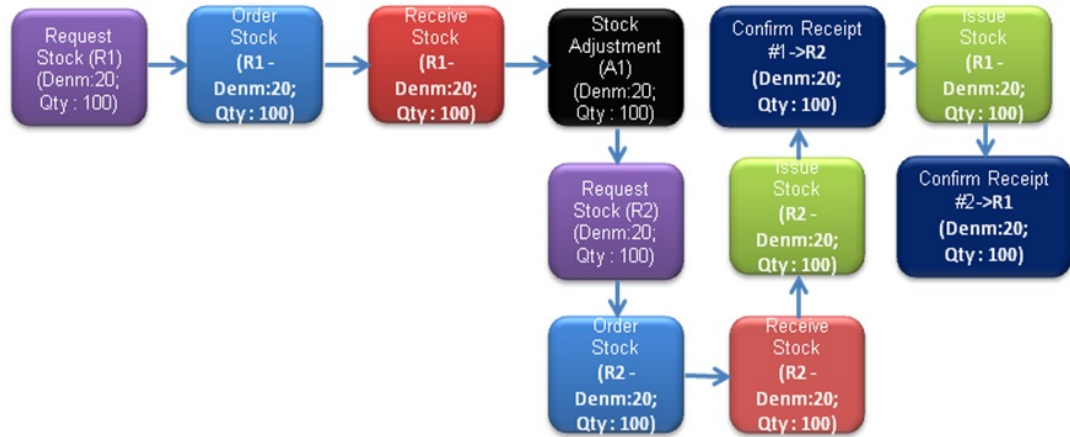 Request
Stock (R1)
(Denm:20;
Qty : 100)
Order
Stock
(R1 -
Denm:20;
Qty : 100)
Receive
Stock
(R1-
Denm:20;
Qty : 100)
Stock
Adjustment
(A1)
(Denm:20;
Qty : 100)
Request
Stock (R2)
(Denm:20;
Qty : 100)
Order
Stock
(R2 -
Denm:20;
Qty : 100)
Receive
Stock
(R2 -
Denm:20;
Qty : 100)
Issue
Stock
(R2 -
Denm:20;
Qty : 100)
Confirm Receipt
#1->R2
(Denm:20;
Qty : 100)
Issue
Stock
(R1 -
Denm:20;
Qty : 100)
Confirm Receipt
#2->R1
(Denm:20;
Qty : 100)